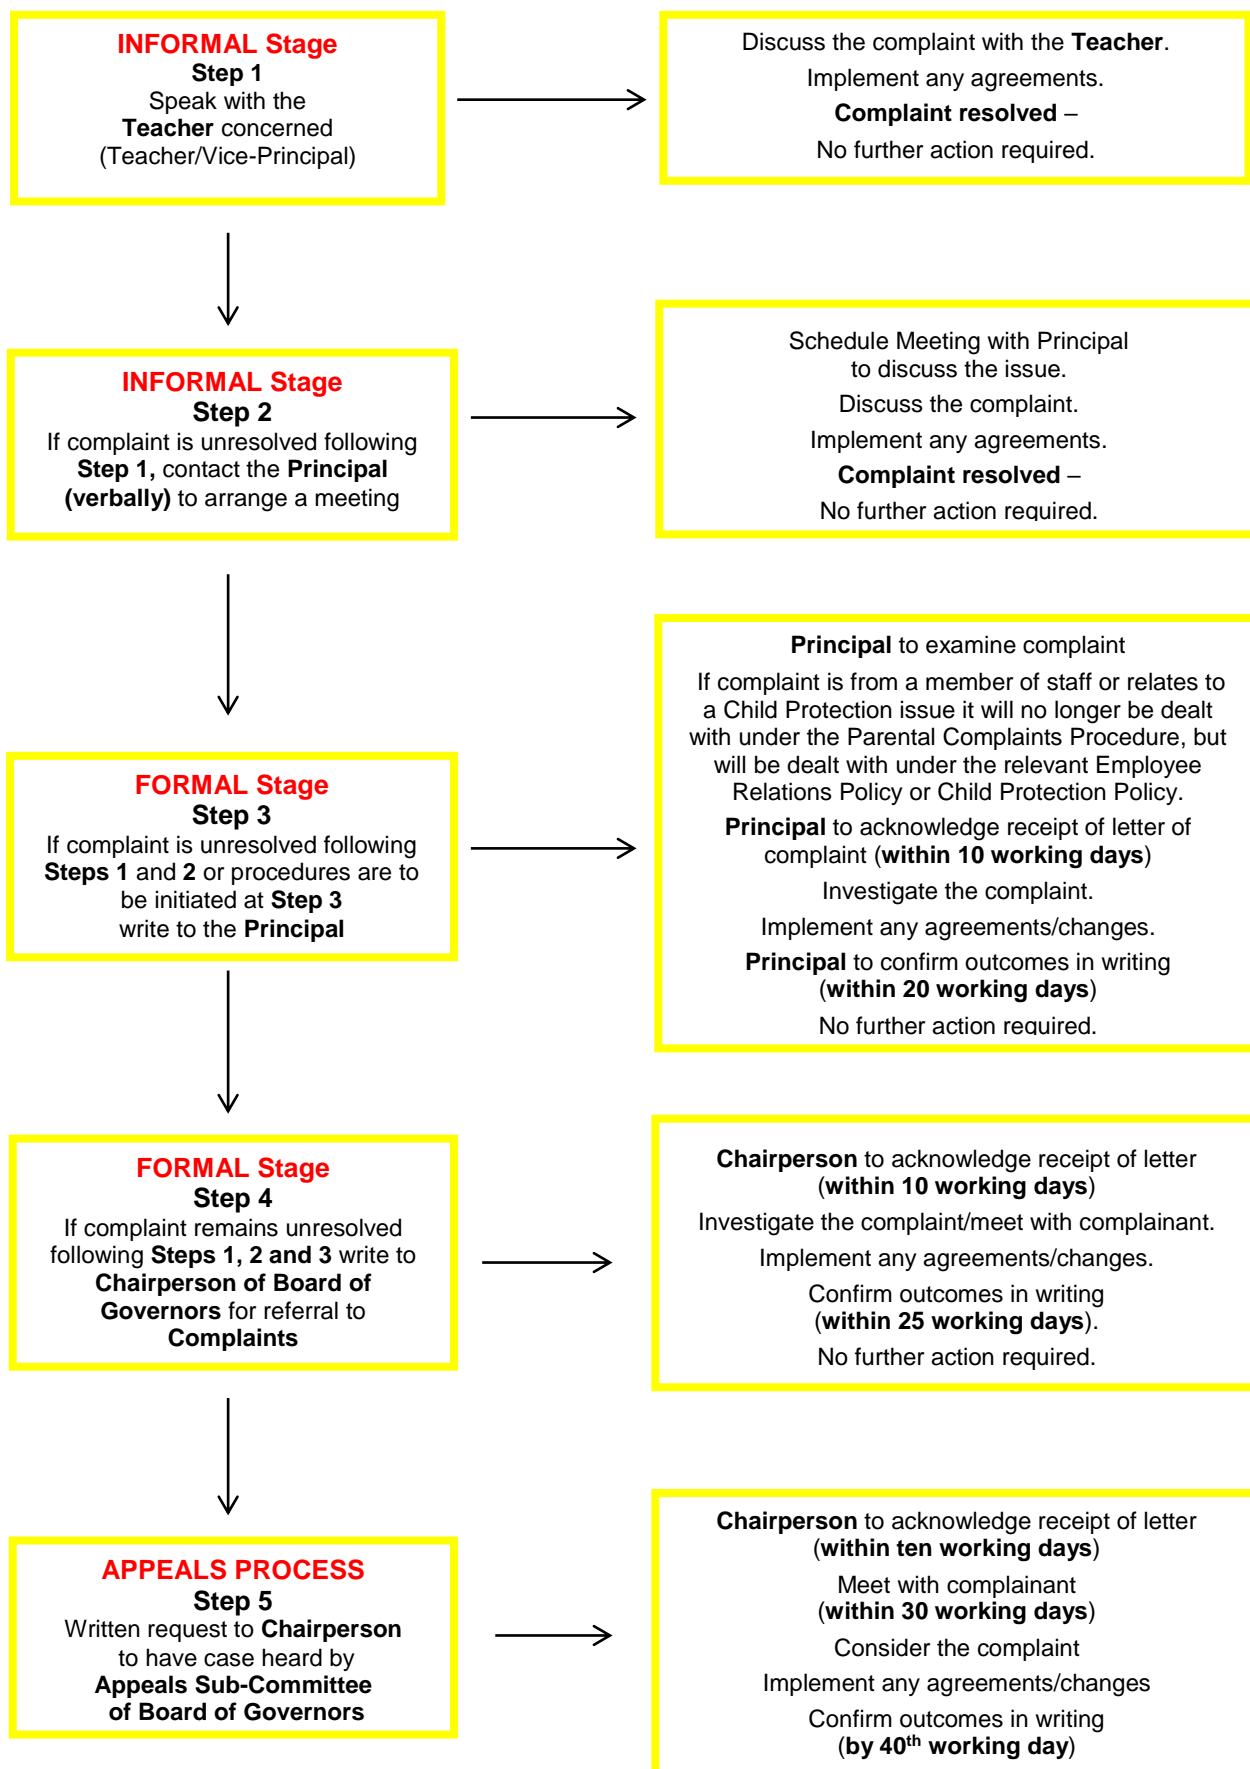 INFORMAL Stage
Step 1
Speak with the
Teacher concerned
(Teacher/Vice-Principal)
Discuss the complaint with the Teacher.
Implement any agreements.
Complaint resolved –
No further action required.
INFORMAL Stage
Step 2
If complaint is unresolved following
Step 1, contact the Principal
(verbally) to arrange a meeting
Schedule Meeting with Principal
to discuss the issue.
Discuss the complaint.
Implement any agreements.
Complaint resolved –
No further action required.
FORMAL Stage
Step 3
If complaint is unresolved following
Steps 1 and 2 or procedures are to
be initiated at Step 3
write to the Principal
Principal to examine complaint
If complaint is from a member of staff or relates to
a Child Protection issue it will no longer be dealt
with under the Parental Complaints Procedure, but
will be dealt with under the relevant Employee
Relations Policy or Child Protection Policy.
Principal to acknowledge receipt of letter of
complaint (within 10 working days)
Investigate the complaint.
Implement any agreements/changes.
Principal to confirm outcomes in writing
(within 20 working days)
No further action required.
FORMAL Stage
Step 4
If complaint remains unresolved
following Steps 1, 2 and 3 write to
Chairperson of Board of
Governors for referral to
Complaints
Chairperson to acknowledge receipt of letter
(within 10 working days)
Investigate the complaint/meet with complainant.
Implement any agreements/changes.
Confirm outcomes in writing
(within 25 working days).
No further action required.
APPEALS PROCESS
Step 5
Written request to Chairperson
to have case heard by
Appeals Sub-Committee
of Board of Governors
Chairperson to acknowledge receipt of letter
(within ten working days)
Meet with complainant
(within 30 working days)
Consider the complaint
Implement any agreements/changes
Confirm outcomes in writing
(by 40th working day)